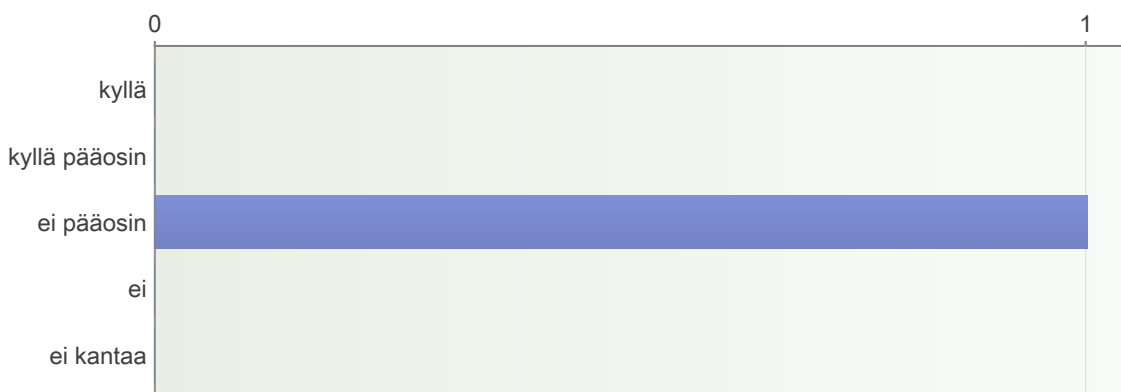 0 1
kyllä
kyllä pääosin
ei pääosin
ei
ei kantaa